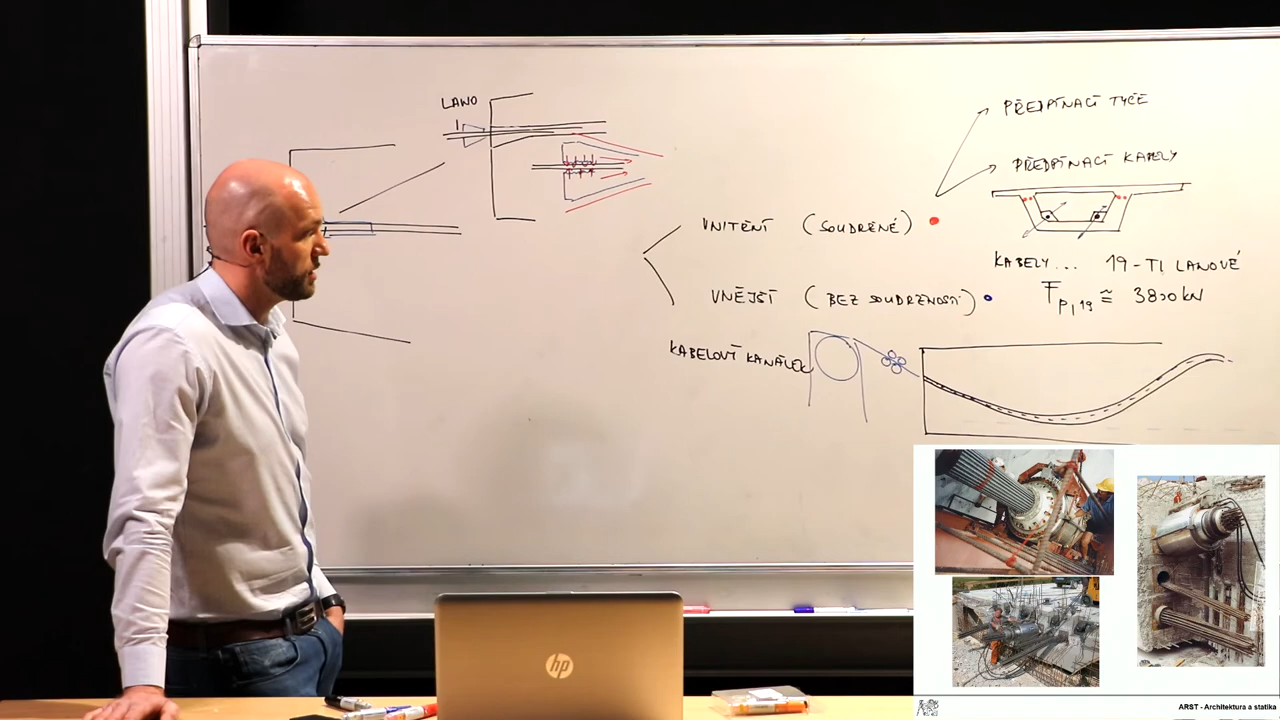 LANO
PŘEDPÍNACÍ TYČE
PŘEDPÍNACÍ KABELY
VNITŘNÍ (SOUDRŽNÉ)
KABELY... 19-TI LANOVÉ
VNĚJŠÍ (BEZ SOUDRŽNOSTI)
Fp,19 ≅ 3800 kN
KABELOVÝ KANÁLEK
hp
ARST - Architektura a statika